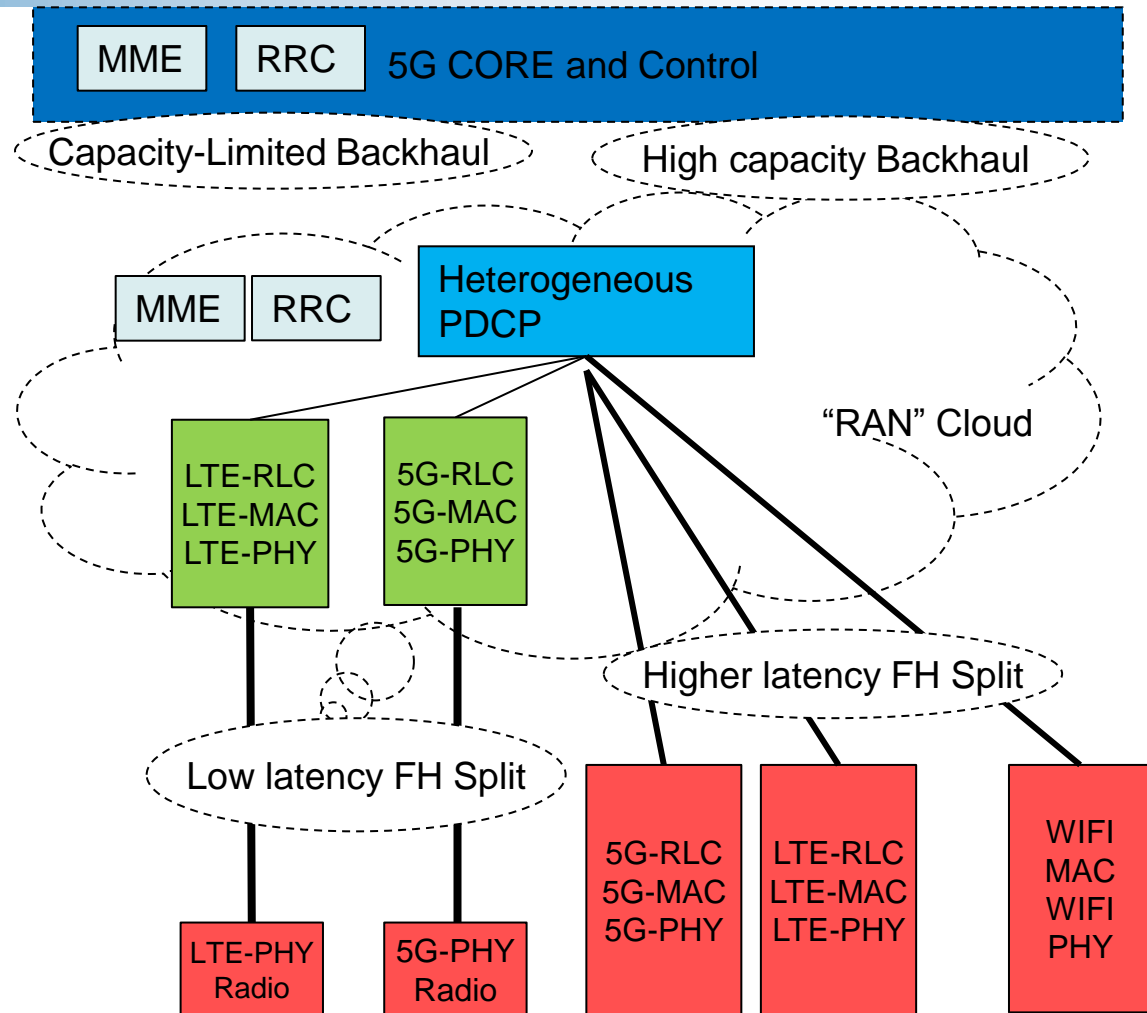 MME
RRC
5G CORE and Control
Capacity-Limited Backhaul
High capacity Backhaul
Heterogeneous
PDCP
MME
RRC
“RAN” Cloud
LTE-RLC
LTE-MAC
LTE-PHY
5G-RLC
5G-MAC
5G-PHY
Higher latency FH Split
Low latency FH Split
5G-RLC
5G-MAC
5G-PHY
LTE-RLC
LTE-MAC
LTE-PHY
WIFI
MAC
WIFI
PHY
LTE-PHY
Radio
5G-PHY
Radio